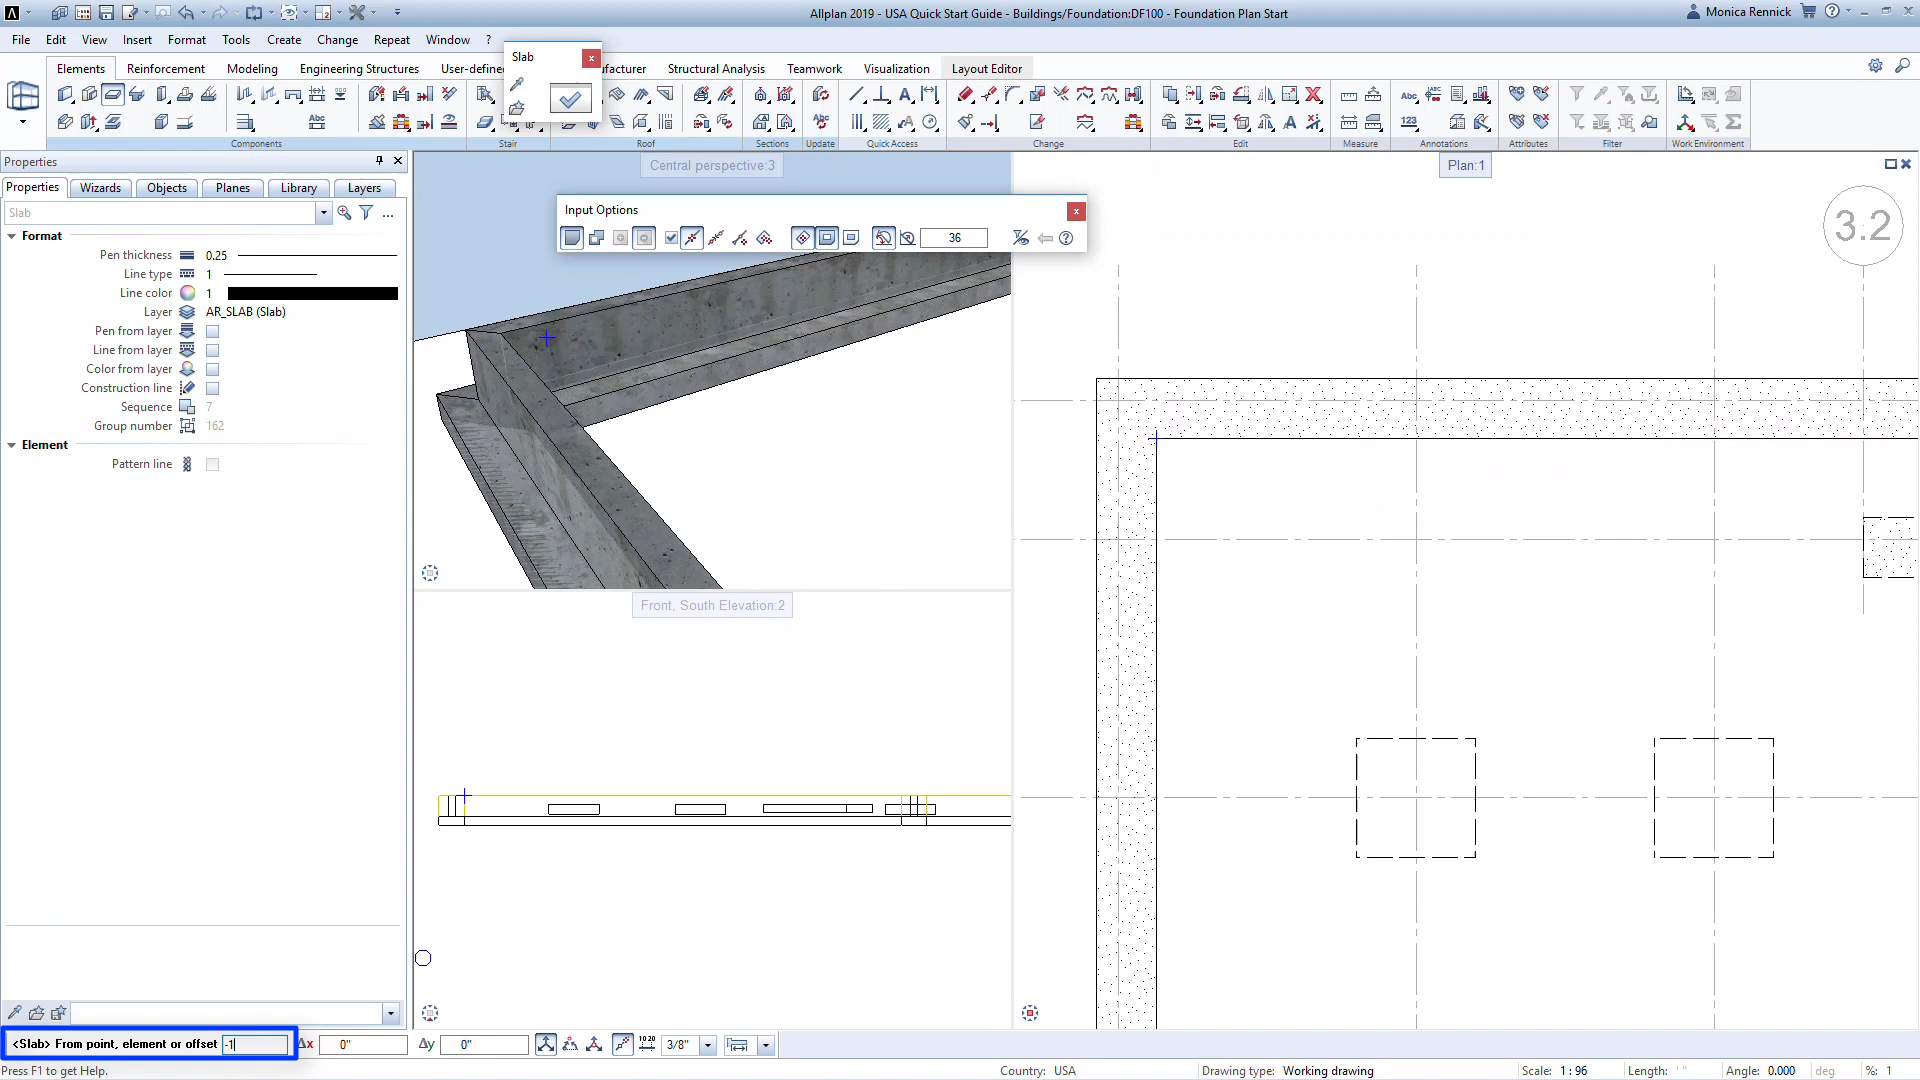 Allplan 2019 - USA Quick Start Guide - Buildings/Foundation:DF100 - Foundation Plan Start
Monica Rennick
File Edit View Insert Format Tools Create Change Repeat Window ?
Slab
Elements Reinforcement Modeling Engineering Structures User-define ufacturer Structural Analysis Teamwork Visualization Layout Editor
Components Stair Roof Sections Update Quick Access Change Edit Measure Annotations Attributes Filter Work Environment
Properties
Properties Wizards Objects Planes Library Layers
Slab
Format
Pen thickness 0.25
Line type 1
Line color 1
Layer AR_SLAB (Slab)
Pen from layer
Line from layer
Color from layer
Construction line
Sequence 7
Group number 162
Element
Pattern line
Central perspective:3
Input Options
36
Front, South Elevation:2
Plan:1
3.2
<Slab> From point, element or offset -1
Δx 0" Δy 0" 3/8"
Press F1 to get Help.
Country: USA Drawing type: Working drawing Scale: 1 : 96 Length: ' " Angle: 0.000 deg %: 1